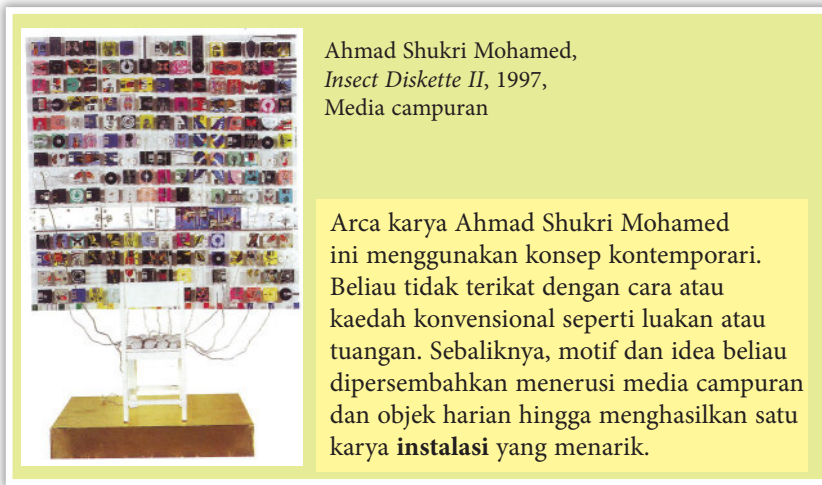 Ahmad Shukri Mohamed,
Insect Diskette II, 1997,
Media campuran
Arca karya Ahmad Shukri Mohamed
ini menggunakan konsep kontemporari.
Beliau tidak terikat dengan cara atau
kaedah konvensional seperti luakan atau
tuangan. Sebaliknya, motif dan idea beliau
dipersembahkan menerusi media campuran
dan objek harian hingga menghasilkan satu
karya instalasi yang menarik.